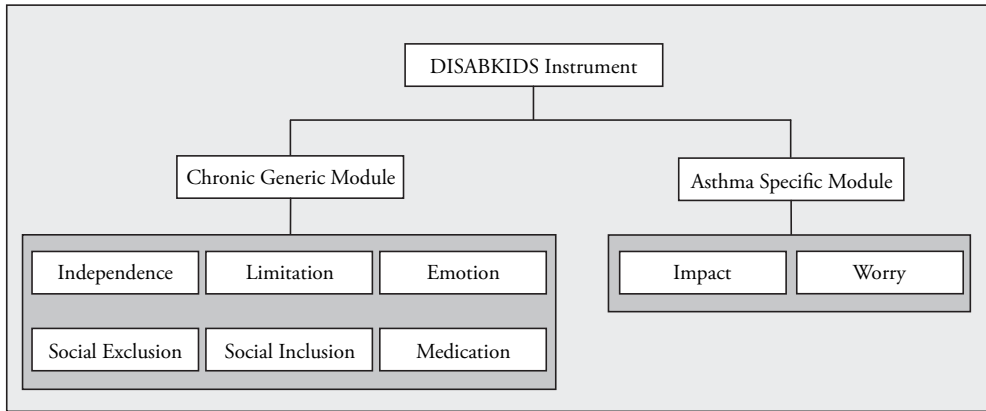 DISABKIDS Instrument
Chronic Generic Module
Asthma Specific Module
Independence
Limitation
Emotion
Impact
Worry
Social Exclusion
Social Inclusion
Medication